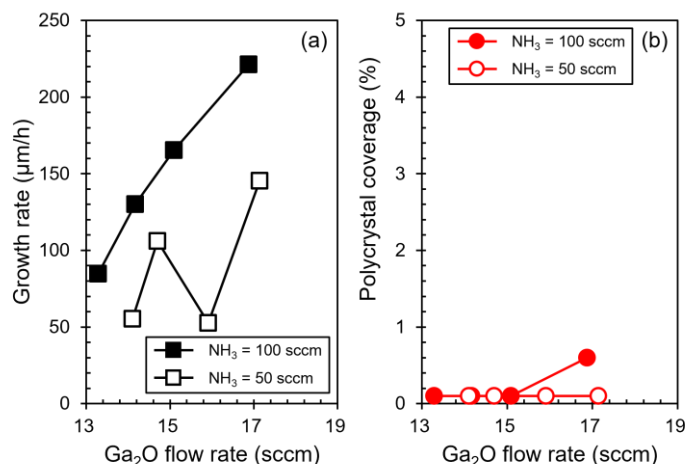 (a)
250
200
150
100
50
0
Growth rate (μm/h)
NH₃ = 100 sccm
NH₃ = 50 sccm
13 15 17 19
Ga₂O flow rate (sccm)
(b)
5
4
3
2
1
0
Polycrystal coverage (%)
NH₃ = 100 sccm
NH₃ = 50 sccm
13 15 17 19
Ga₂O flow rate (sccm)